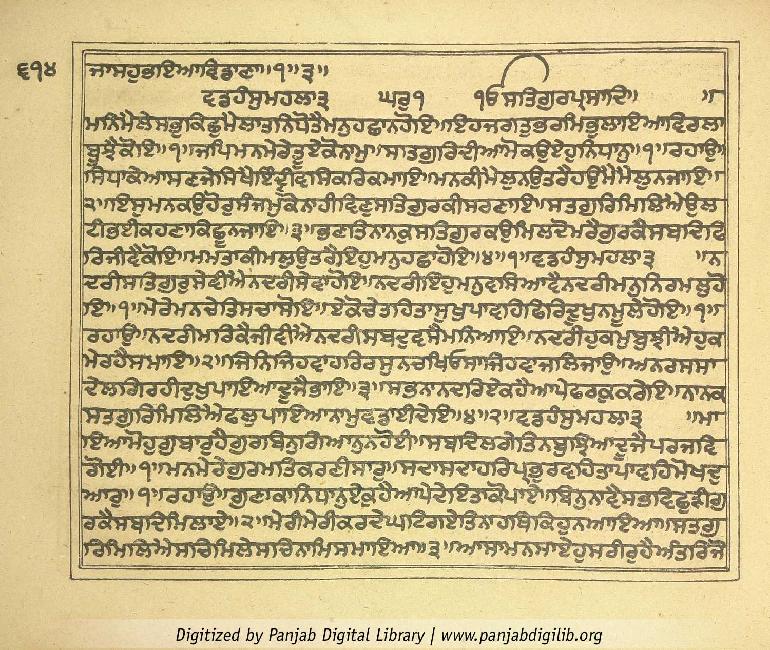 ੬੧੪
ਜਾਸਹੁਭਇਆਵਿਡਾਣਾ॥੧॥੩॥
ਵਡਹੰਸੁਮਹਲਾ੩ ਘਰੁ੧ ੴਸਤਿਗੁਰਪ੍ਰਸਾਦਿ॥ ॥
ਮਨਿਮੈਲੈਸਭੁਕਿਛੁਮੈਲਾਤਨਿਧੋਤੈਮਨੁਹਛਾਨਹੋਇ॥ਇਹਜਗਤੁਭਰਮਿਭੁਲਾਇਆਵਿਰਲਾ
ਬੂਝੈਕੋਇ॥੧॥ਜਪਿਮਨਮੇਰੇਤੂਏਕੋਨਾਮੁ॥ਸਤਗੁਰਿਦੀਆਮੋਕਉਏਹੁਨਿਧਾਨੁ॥੧॥ਰਹਾਉ॥
ਸਿਧਾਕੇਆਸਣਜੇਸਿਖੈਇੰਦ੍ਰੀਵਸਿਕਰਿਕਮਾਇ॥ਮਨਕੀਮੈਲੁਨਉਤਰੈਹਉਮੈਮੈਲੁਨਜਾਇ॥
੨॥ਇਸੁਮਨਕਉਹੋਰੁਸੰਜਮੁਕੋਨਾਹੀਵਿਣੁਸਤਿਗੁਰਕੀਸਰਣਾਇ॥ਸਤਗੁਰਿਮਿਲਿਐਉਲ
ਟੀਭਈਕਹਣਾਕਿਛੂਨਜਾਇ॥੩॥ਭਣਤਿਨਾਨਕੁਸਤਿਗੁਰਕਉਮਿਲਦੋਮਰੈਗੁਰਕੈਸਬਦਿਫਿ
ਰਿਜੀਵੈਕੋਇ॥ਮਮਤਾਕੀਮਲੁਉਤਰੈਇਹੁਮਨੁਹਛਾਹੋਇ॥੪॥੧॥ਵਡਹੰਸੁਮਹਲਾ੩ ॥ਨ
ਦਰੀਸਤਿਗੁਰੁਸੇਵੀਐਨਦਰੀਸੇਵਾਹੋਇ॥ਨਦਰੀਇਹੁਮਨੁਵਸਿਆਵੈਨਦਰੀਮਨੁਨਿਰਮਲੁਹੋ
ਇ॥੧॥ਮੇਰੇਮਨਚੇਤਿਸਚਾਸੋਇ॥ਏਕੋਚੇਤਹਿਤਾਸੁਖੁਪਾਵਹਿਫਿਰਿਦੂਖੁਨਮੂਲੇਹੋਇ॥੧॥
ਰਹਾਉ॥ਨਦਰੀਮਰਿਕੈਜੀਵੀਐਨਦਰੀਸਬਦੁਵਸੈਮਨਿਆਇ॥ਨਦਰੀਹੁਕਮੁਬੁਝੀਐਹੁਕ
ਮੇਰਹੈਸਮਾਇ॥੨॥ਜਿਨਿਜਿਹਵਾਹਰਿਰਸੁਨਚਖਿਓਸਾਜਿਹਵਾਜਲਿਜਾਉ॥ਅਨਰਸਸਾ
ਦੇਲਗਿਰਹੀਦੁਖੁਪਾਇਆਦੂਜੈਭਾਇ॥੩॥ਸਭਨਾਨਦਰਿਏਕਹੈਆਪੇਫਰਕੁਕਰੇਇ॥ਨਾਨਕ
ਸਤਗੁਰਿਮਿਲਿਐਫਲੁਪਾਇਆਨਾਮੁਵਡਾਈਦੇਇ॥੪॥੨॥ਵਡਹੰਸੁਮਹਲਾ੩ ॥ਮਾ
ਇਆਮੋਹੁਗੁਬਾਰੁਹੈਗੁਰਬਿਨੁਗਿਆਨੁਨਹੋਈ॥ਸਬਦਿਲਗੇਤਿਨਬੁਝਿਆਦੂਜੈਪਰਜਵਿ
ਗੋਈ॥੧॥ਮਨਮੇਰੇਗੁਰਮਤਿਕਰਣੀਸਾਰੁ॥ਸਦਾਸਦਾਹਰਿਪ੍ਰਭੁਰਵਹਿਤਾਪਾਵਹਿਮੋਖਦੁ
ਆਰੁ॥੧॥ਰਹਾਉ॥ਗੁਣਾਕਾਨਿਧਾਨੁਏਕੁਹੈਆਪੇਦੇਇਤਾਕੋਪਾਏ॥ਬਿਨੁਨਾਵੈਸਭਵਿਛੁੜੀਗੁ
ਰਕੈਸਬਦਿਮਿਲਾਏ॥੨॥ਮੇਰੀਮੇਰੀਕਰਦੇਘਟਿਗਏਤਿਨਾਹਥਿਕਿਹੁਨਆਇਆ॥ਸਤਗੁ
ਰਿਮਿਲਿਐਸਚਿਮਿਲੇਸਚਿਨਾਮਿਸਮਾਇਆ॥੩॥ਆਸਾਮਨਸਾਏਹੁਸਰੀਰੁਹੈਅੰਤਰਿਜੋ
Digitized by Panjab Digital Library | www.panjabdigilib.org